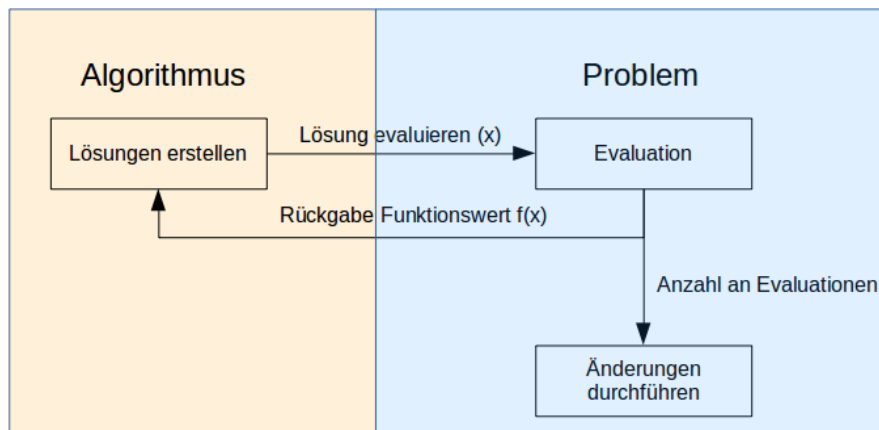 Algorithmus
Problem
Lösungen erstellen
Lösung evaluieren (x)
Evaluation
Rückgabe Funktionswert f(x)
Anzahl an Evaluationen
Änderungen
durchführen